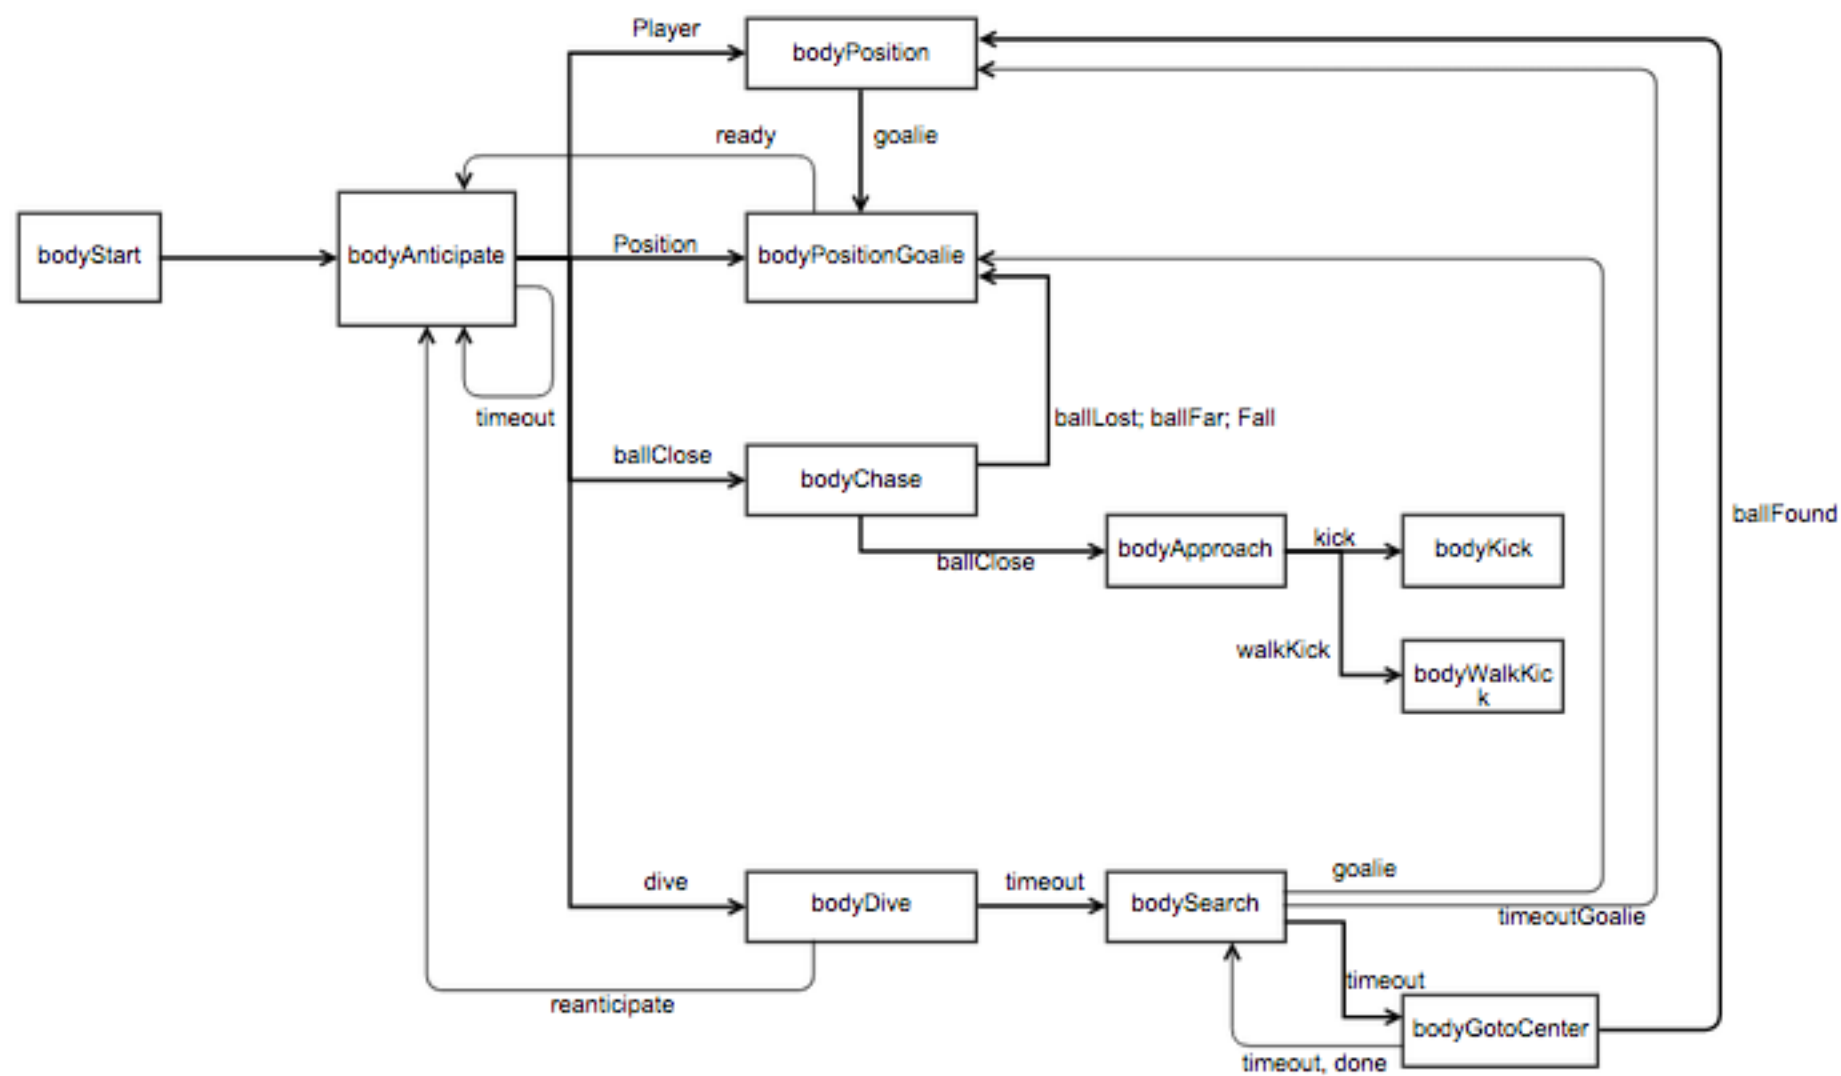 Player
bodyPosition
ready
goalie
bodyStart
bodyAnticipate
Position
bodyPositionGoalie
timeout
ballLost; ballFar; Fall
ballClose
bodyChase
ballFound
ballClose
bodyApproach
kick
bodyKick
walkKick
bodyWalkKic
k
dive
bodyDive
timeout
bodySearch
goalie
timeoutGoalie
timeout
reanticipate
bodyGotoCenter
timeout, done